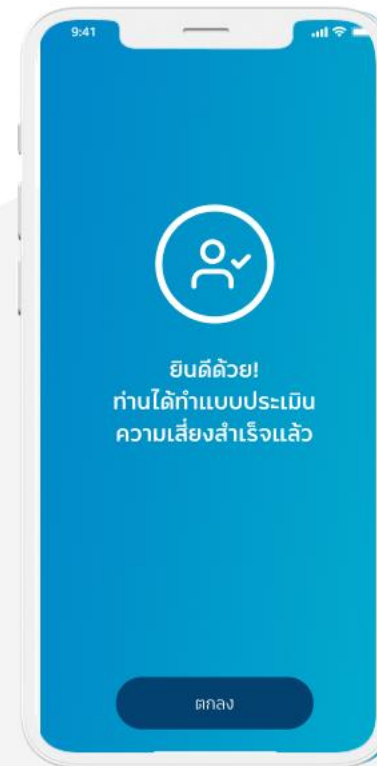 9:41
ยินดีด้วย!
ท่านได้ทำแบบประเมิน
ความเสี่ยงสำเร็จแล้ว
ตกลง